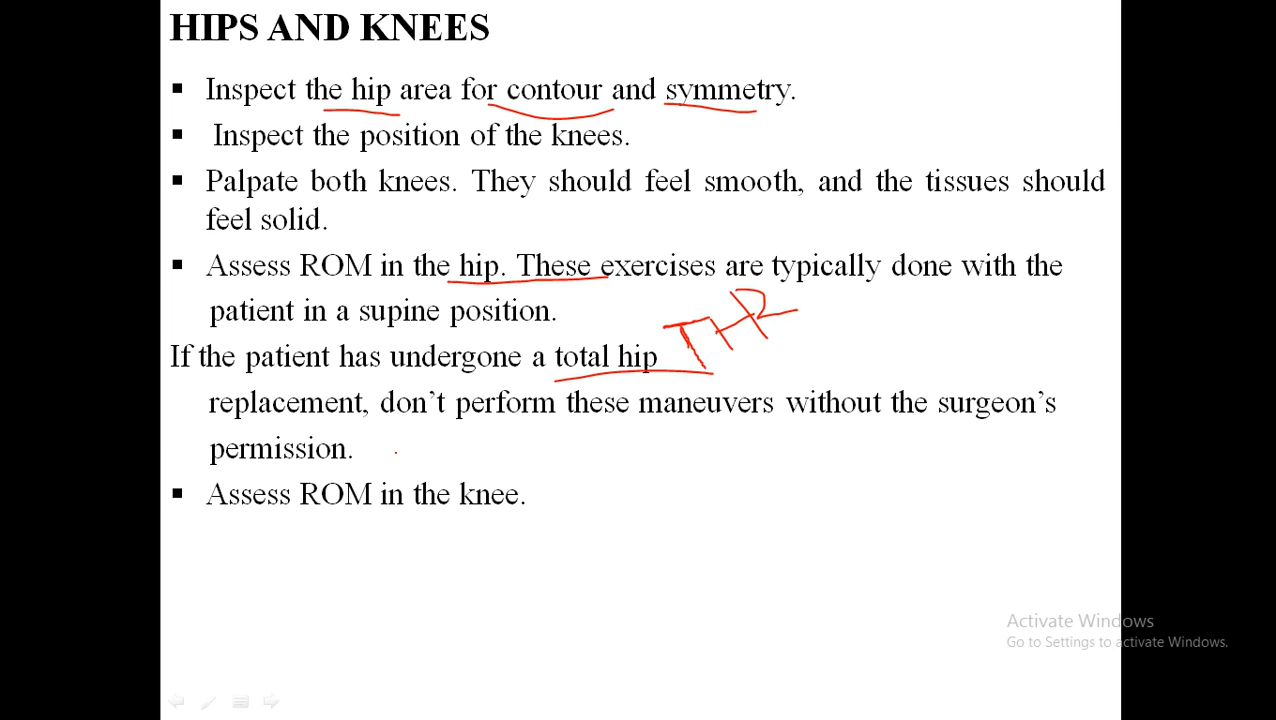 HIPS AND KNEES
▪ Inspect the hip area for contour and symmetry.
▪ Inspect the position of the knees.
▪ Palpate both knees. They should feel smooth, and the tissues should
feel solid.
▪ Assess ROM in the hip. These exercises are typically done with the
patient in a supine position.
THR
If the patient has undergone a total hip
replacement, don’t perform these maneuvers without the surgeon’s
permission.
▪ Assess ROM in the knee.
Activate Windows
Go to Settings to activate Windows.